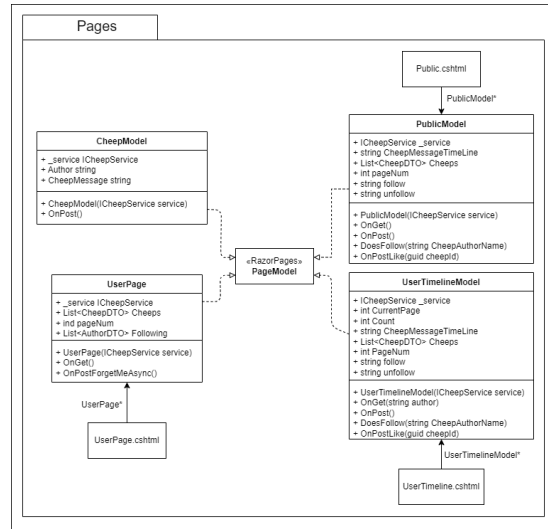 Pages
Public.cshtml
PublicModel*
CheepModel
+ _service ICheepService
+ Author string
+ CheepMessage string
+ CheepModel(ICheepService service)
+ OnPost()
PublicModel
+ ICheepService _service
+ string CheepMessageTimeLine
+ List<CheepDTO> Cheeps
+ int pageNum
+ string follow
+ string unfollow
+ PublicModel(ICheepService service)
+ OnGet()
+ OnPost()
+ DoesFollow(string CheepAuthorName)
+ OnPostLike(guid cheepId)
«RazorPages»
PageModel
UserPage
+ _service ICheepService
+ List<CheepDTO> Cheeps
+ ind pageNum
+ List<AuthorDTO> Following
+ UserPage(ICheepService service)
+ OnGet()
+ OnPostForgetMeAsync()
UserTimelineModel
+ ICheepService _service
+ int CurrentPage
+ int Count
+ string CheepMessageTimeLine
+ List<CheepDTO> Cheeps
+ int PageNum
+ string follow
+ string unfollow
+ UserTimelineModel(ICheepService service)
+ OnGet(string author)
+ OnPost()
+ DoesFollow(string CheepAuthorName)
+ OnPostLike(guid cheepId)
UserPage*
UserPage.cshtml
UserTimelineModel*
UserTimeline.cshtml